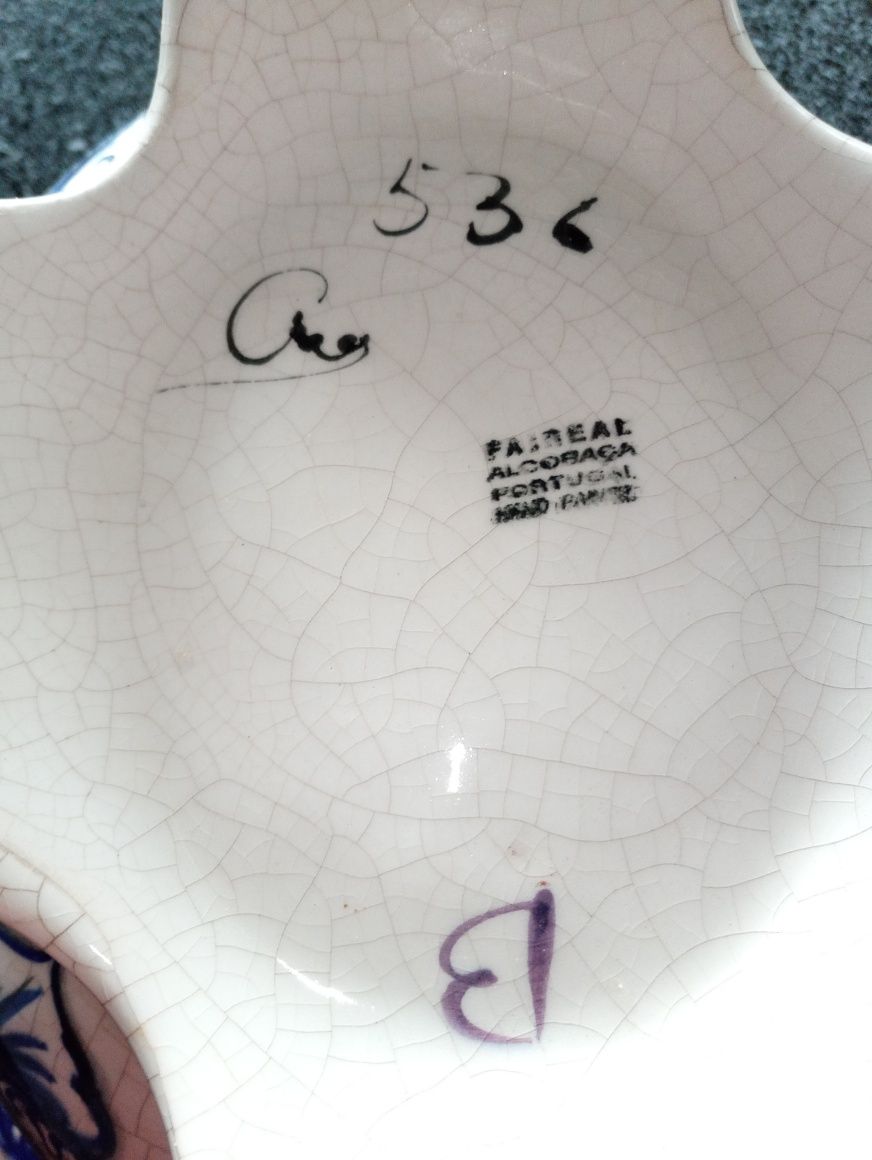 536
FAIREAL
ALCOBAÇA
PORTUGAL
HAND PAINTED
B